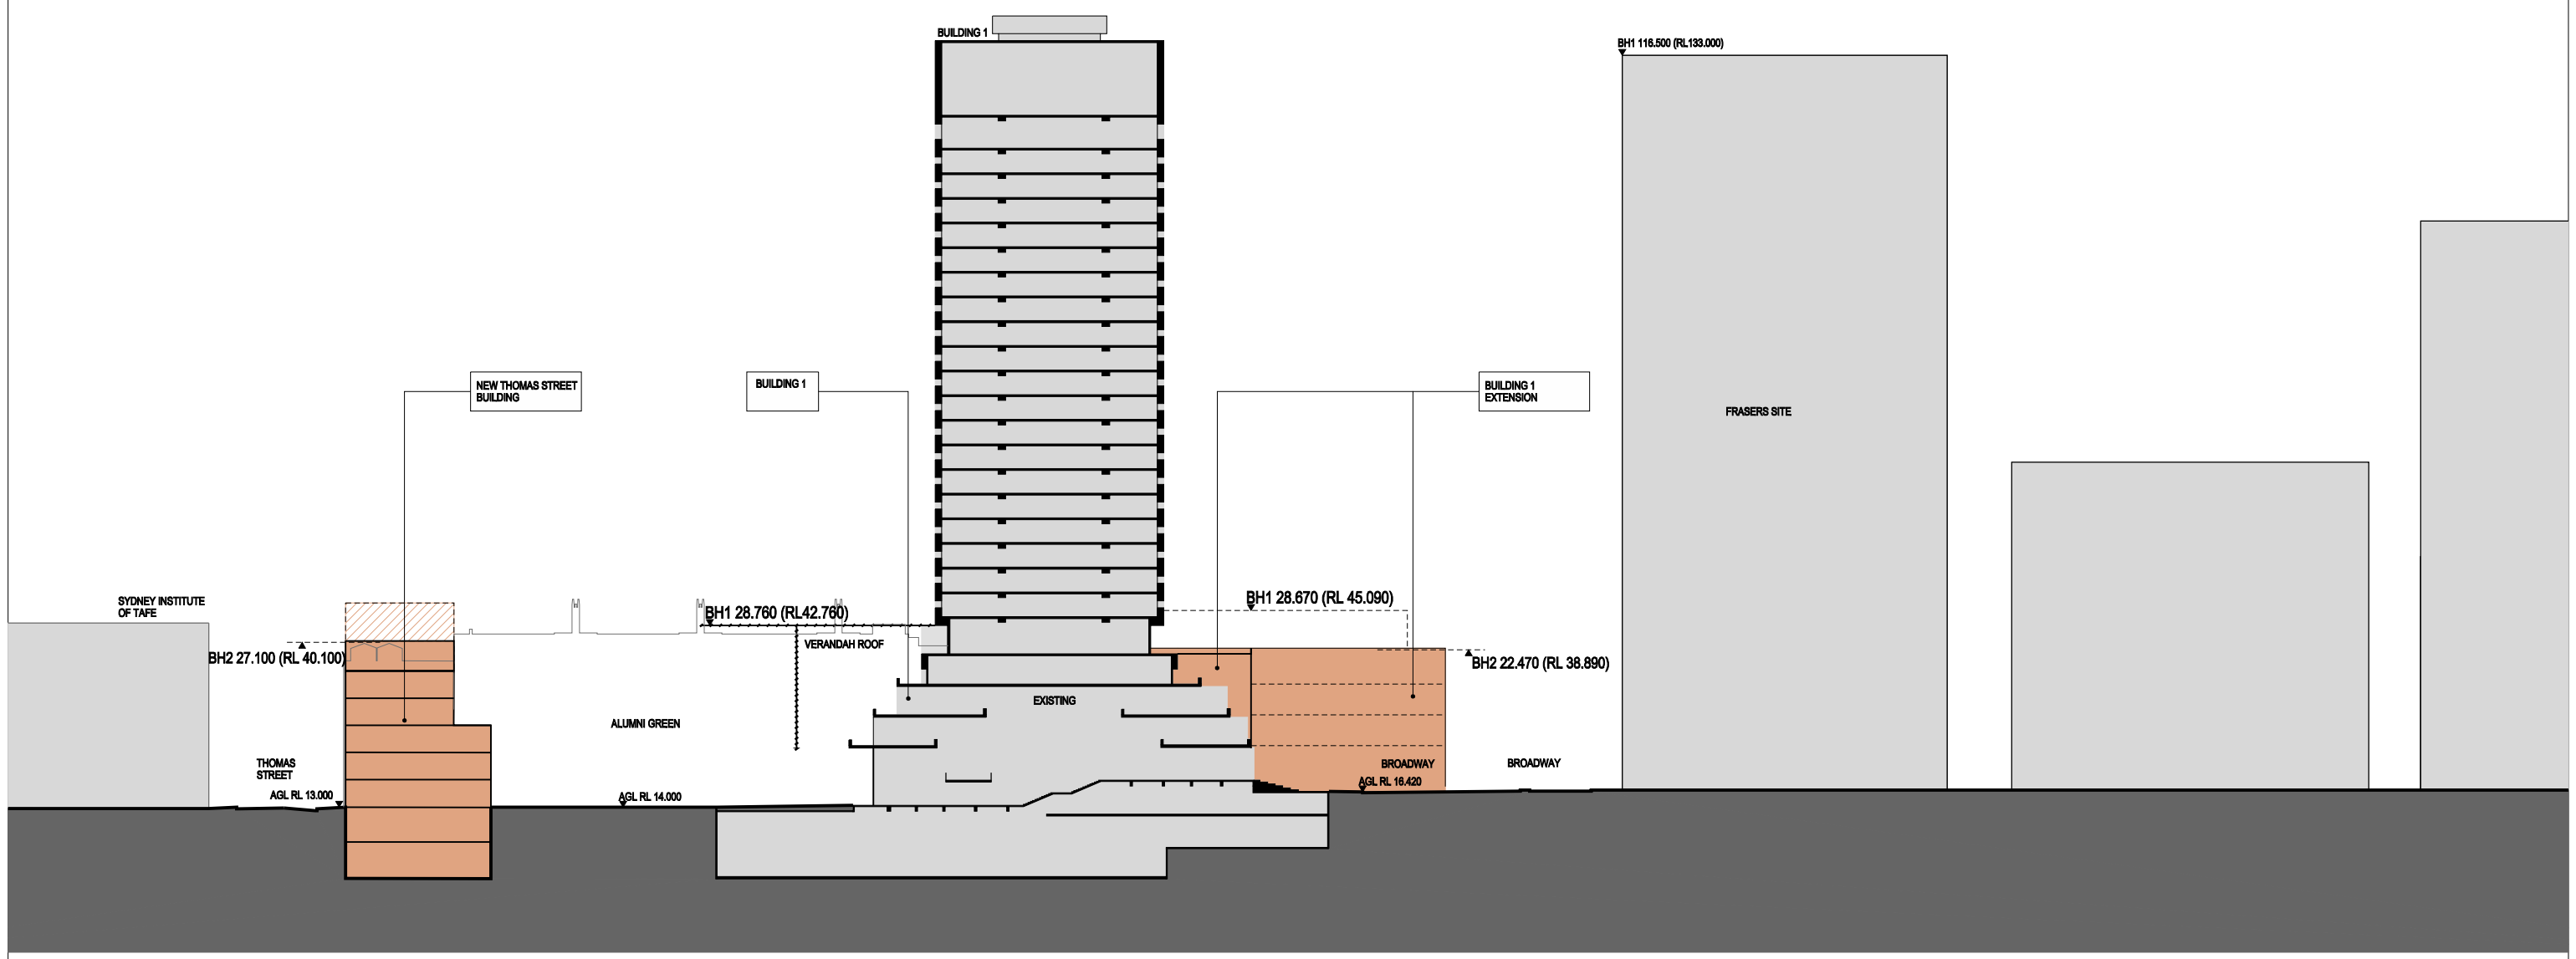 BUILDING 1
BH1 116.500 (RL133.000)
NEW THOMAS STREET
BUILDING
BUILDING 1
BUILDING 1
EXTENSION
FRASERS SITE
SYDNEY INSTITUTE
OF TAFE
BH1 28.760 (RL42.760)
BH1 28.670 (RL 45.090)
VERANDAH ROOF
BH2 27.100 (RL 40.100)
BH2 22.470 (RL 38.890)
EXISTING
ALUMNI GREEN
THOMAS
STREET
BROADWAY
BROADWAY
AGL RL 13.000
AGL RL 14.000
AGL RL 16.420